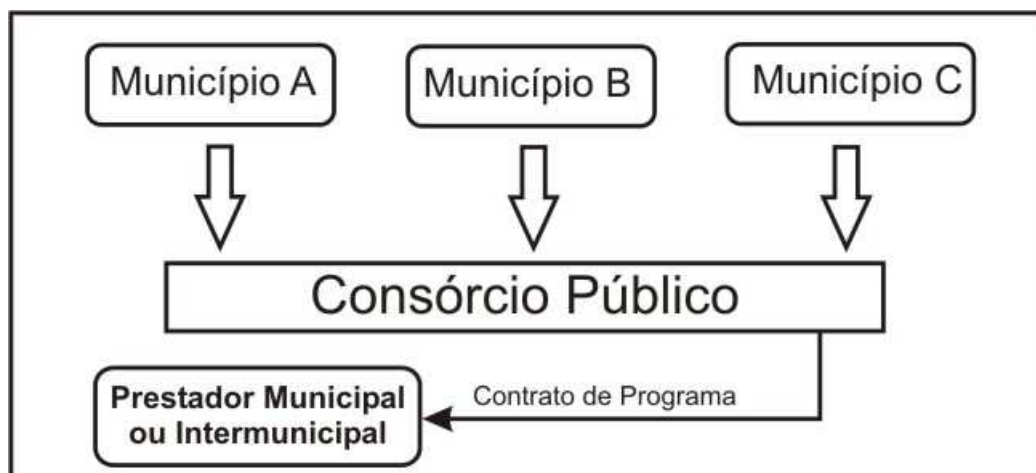 Município A
Município B
Município C
Consórcio Público
Contrato de Programa
Prestador Municipal
ou Intermunicipal